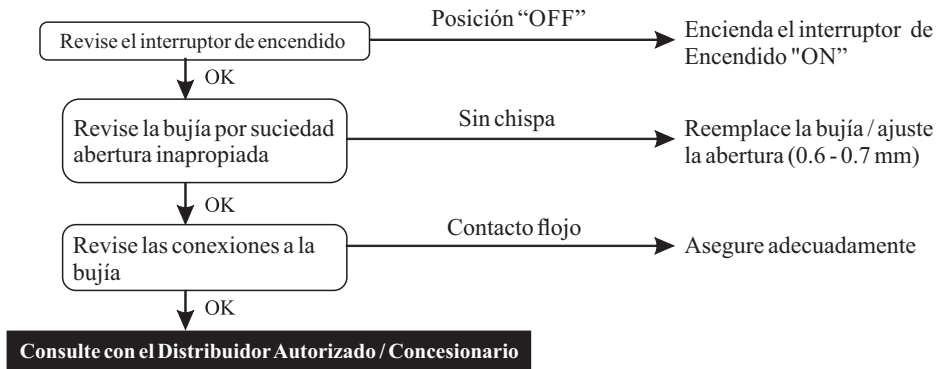 Posición “OFF”
Revise el interruptor de encendido
Encienda el interruptor de
Encendido "ON”
OK
Revise la bujía por suciedad
abertura inapropiada
Sin chispa
Reemplace la bujía / ajuste
la abertura (0.6 - 0.7 mm)
OK
Revise las conexiones a la
bujía
Contacto flojo
Asegure adecuadamente
OK
Consulte con el Distribuidor Autorizado / Concesionario